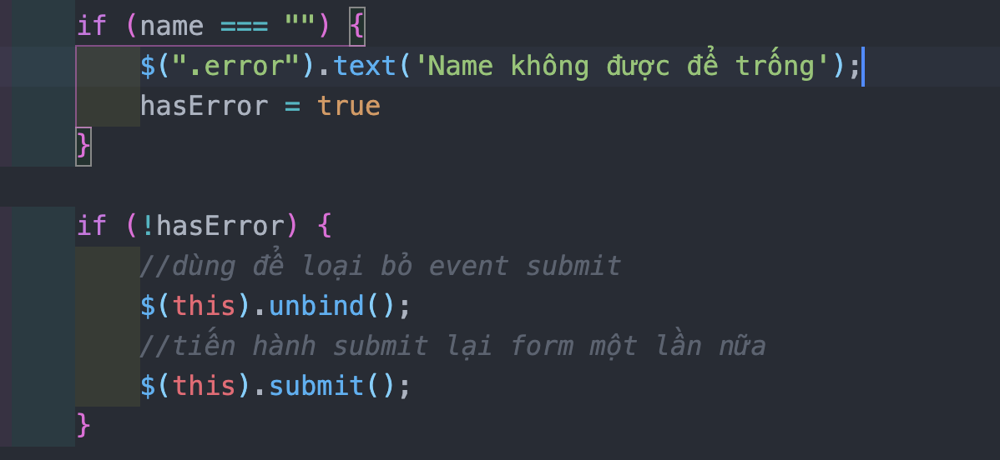 if (name === "") {
$(".error").text('Name không được để trống');
hasError = true
}
if (!hasError) {
//dùng để loại bỏ event submit
$(this).unbind();
//tiến hành submit lại form một lần nữa
$(this).submit();
}